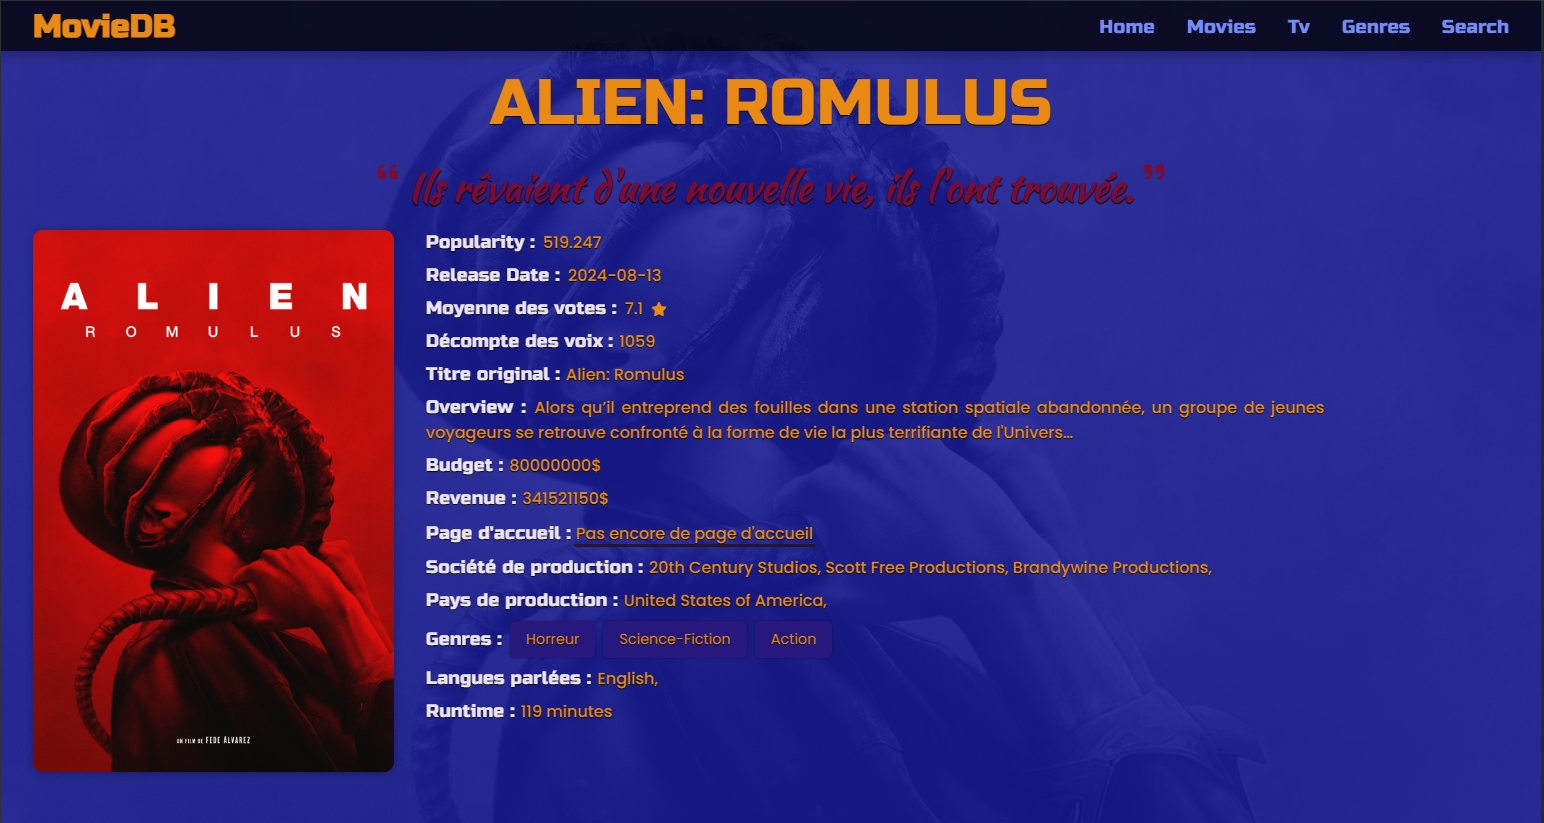 MovieDB
Home Movies Tv Genres Search
ALIEN: ROMULUS
“ Ils rêvaient d'une nouvelle vie, ils l'ont trouvée. ”
A L I E N
R O M U L U S
UN FILM DE FEDE ALVAREZ
Popularity : 519.247
Release Date : 2024-08-13
Moyenne des votes : 7.1
Décompte des voix : 1059
Titre original : Alien: Romulus
Overview : Alors qu’il entreprend des fouilles dans une station spatiale abandonnée, un groupe de jeunes
voyageurs se retrouve confronté à la forme de vie la plus terrifiante de l'Univers...
Budget : 80000000$
Revenue : 341521150$
Page d'accueil : Pas encore de page d'accueil
Société de production : 20th Century Studios, Scott Free Productions, Brandywine Productions,
Pays de production : United States of America,
Genres : Horreur Science-Fiction Action
Langues parlées : English,
Runtime : 119 minutes